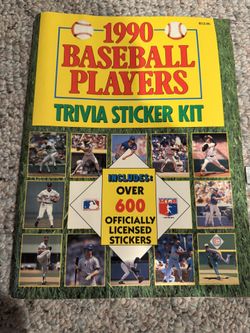 1990
BASEBALL
PLAYERS
TRIVIA STICKER KIT
INCLUDES:
OVER
600
OFFICIALLY
LICENSED
STICKERS